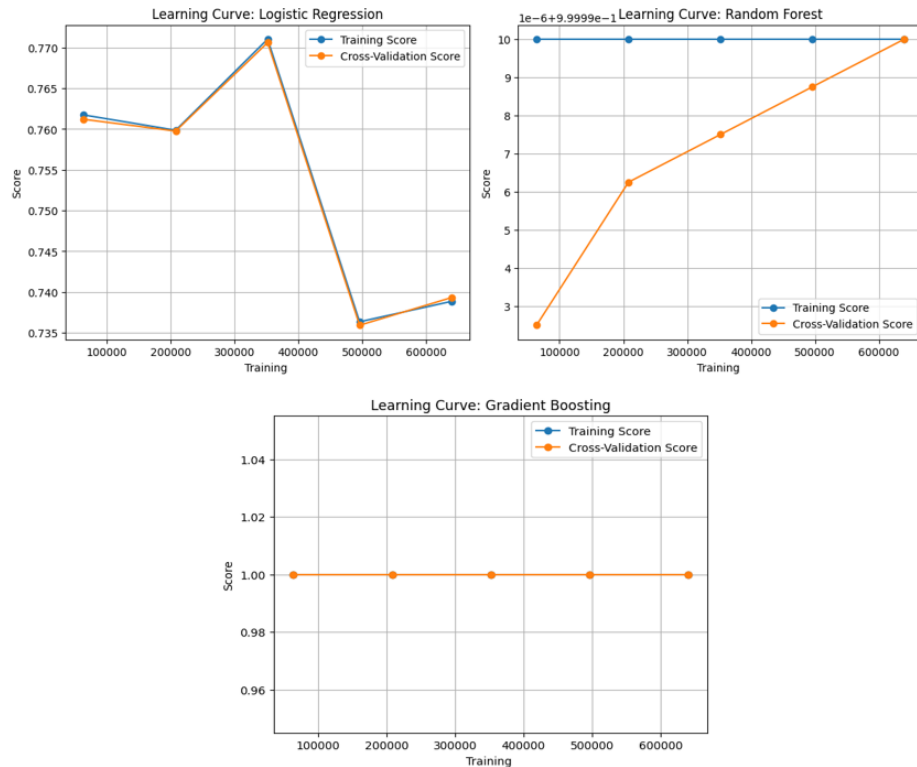 Learning Curve: Logistic Regression
0.770
0.765
0.760
0.755
0.750
0.745
0.740
0.735
Score
Training Score
Cross-Validation Score
100000 200000 300000 400000 500000 600000
Training
Learning Curve: Random Forest
1e-6+9.9999e-1
10
9
8
7
6
5
4
3
Score
Training Score
Cross-Validation Score
100000 200000 300000 400000 500000 600000
Training
Learning Curve: Gradient Boosting
1.04
1.02
1.00
0.98
0.96
Score
Training Score
Cross-Validation Score
100000 200000 300000 400000 500000 600000
Training